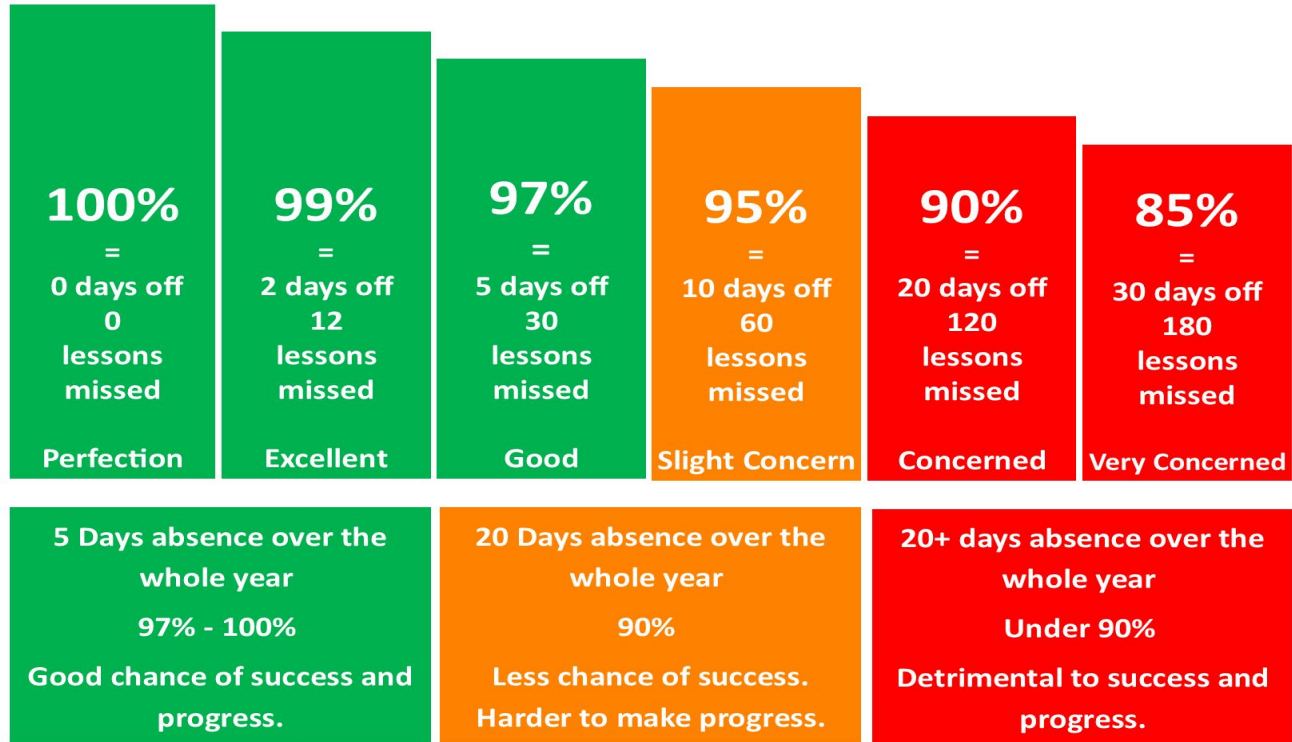 100%
=
0 days off
0
lessons
missed
Perfection
99%
=
2 days off
12
lessons
missed
Excellent
97%
=
5 days off
30
lessons
missed
Good
95%
=
10 days off
60
lessons
missed
Slight Concern
90%
=
20 days off
120
lessons
missed
Concerned
85%
=
30 days off
180
lessons
missed
Very Concerned
5 Days absence over the
whole year
97% - 100%
Good chance of success and
progress.
20 Days absence over the
whole year
90%
Less chance of success.
Harder to make progress.
20+ days absence over the
whole year
Under 90%
Detrimental to success and
progress.